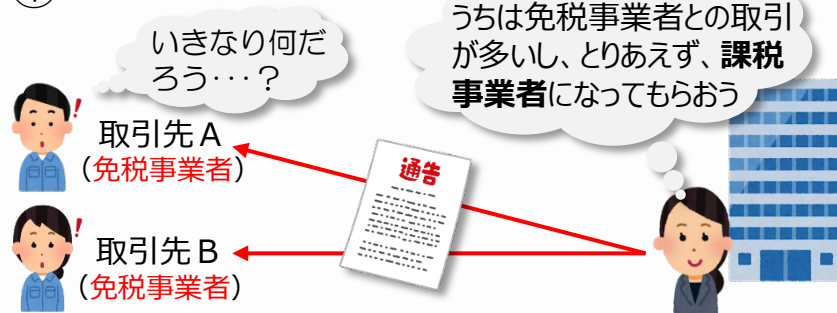 うちは免税事業者との取引
が多いし、とりあえず、課税
事業者になってもらおう
いきなり何だ
ろう・・・？
取引先Ａ
（免税事業者）
通告
取引先Ｂ
（免税事業者）